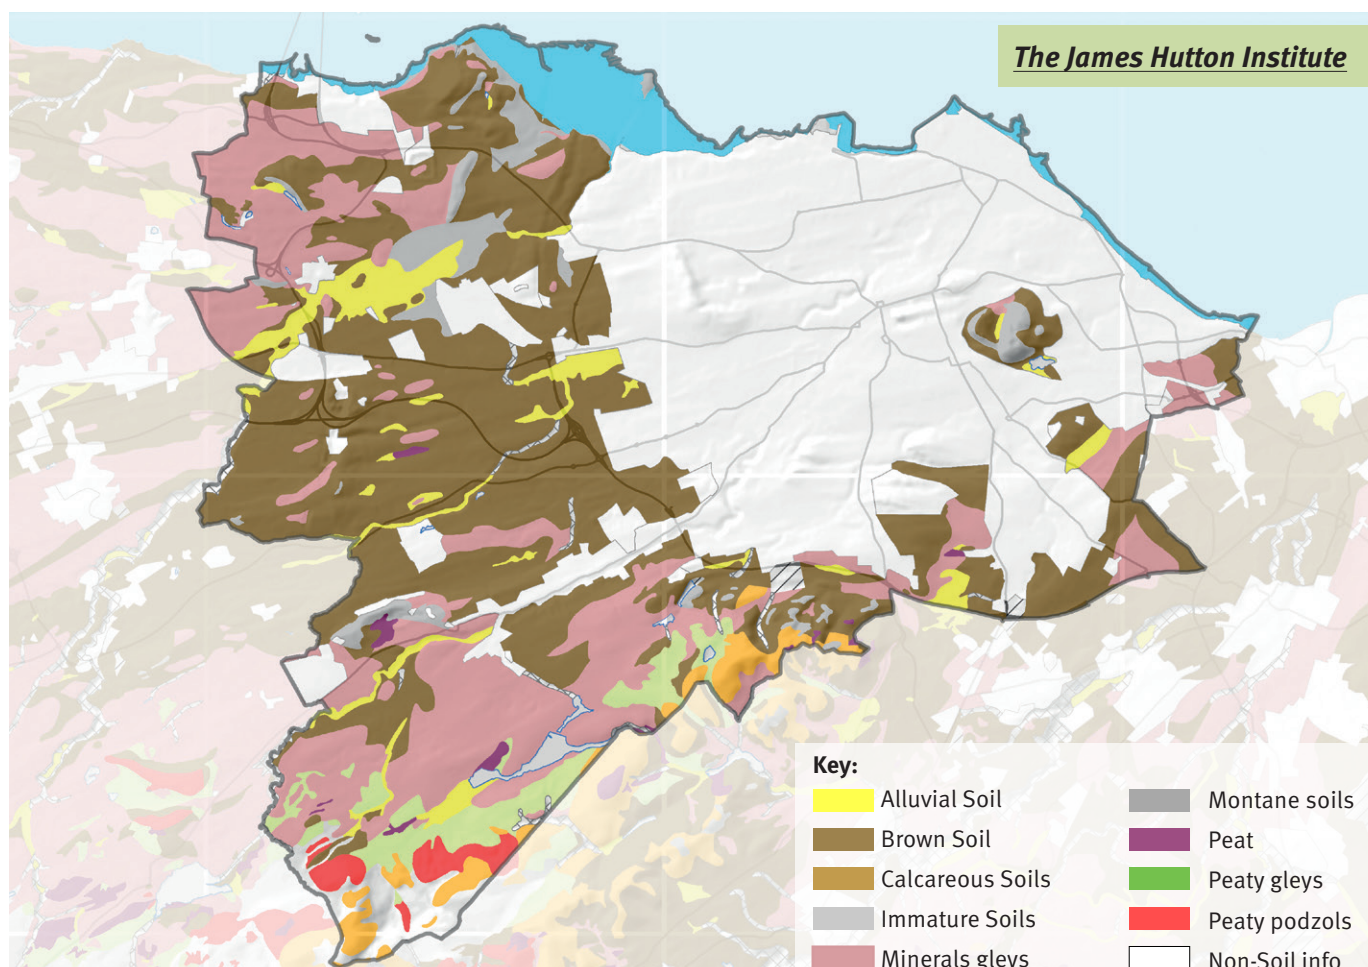 The James Hutton Institute
Key:
Alluvial Soil
Brown Soil
Calcareous Soils
Immature Soils
Minerals gleys
Montane soils
Peat
Peaty gleys
Peaty podzols
Non-Soil info